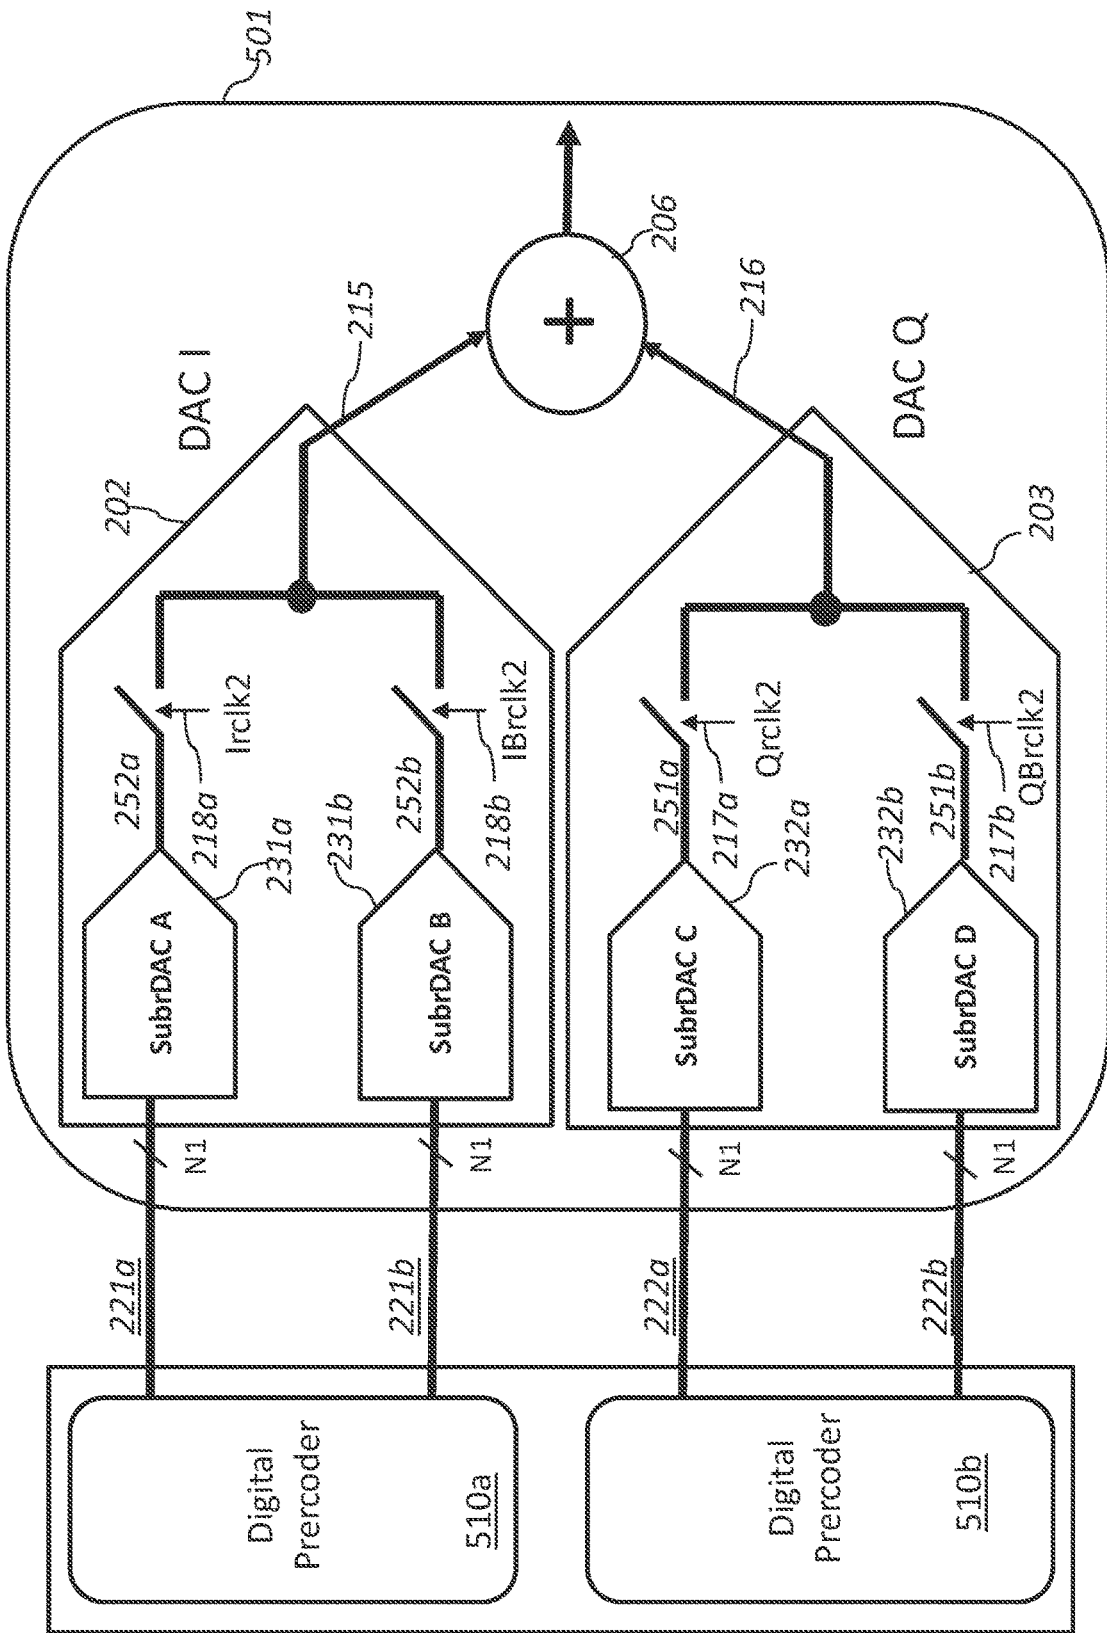 501
DAC I
202
215
252a
218a
Irclk2
231a
SubrDAC A
231b
252b
IBrclk2
218b
SubrDAC B
206
+
216
DAC Q
203
251a
Qrclk2
217a
232a
SubrDAC C
232b
251b
QBrclk2
217b
SubrDAC D
N1
N1
N1
N1
221a
221b
222a
222b
Digital
Prercoder
510a
Digital
Prercoder
510b